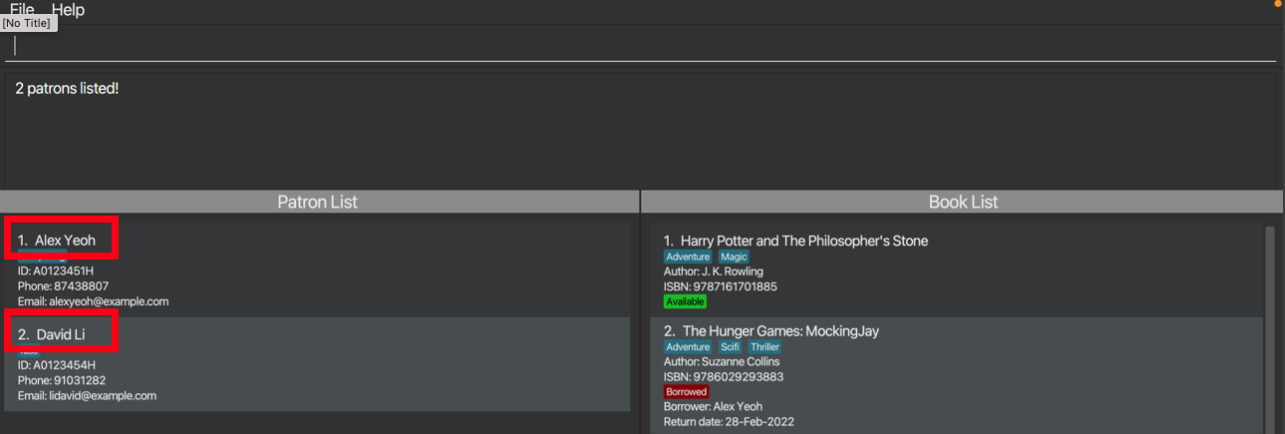 File Help
[No Title]
2 patrons listed!
Patron List
Book List
1. Alex Yeoh
ID: A0123451H
Phone: 87438807
Email: alexyeoh@example.com
2. David Li
ID: A0123454H
Phone: 91031282
Email: lidavid@example.com
1. Harry Potter and The Philosopher's Stone
Adventure Magic
Author: J. K. Rowling
ISBN: 9787161701885
Available
2. The Hunger Games: MockingJay
Adventure Scifi Thriller
Author: Suzanne Collins
ISBN: 9786029293883
Borrowed
Borrower: Alex Yeoh
Return date: 28-Feb-2022